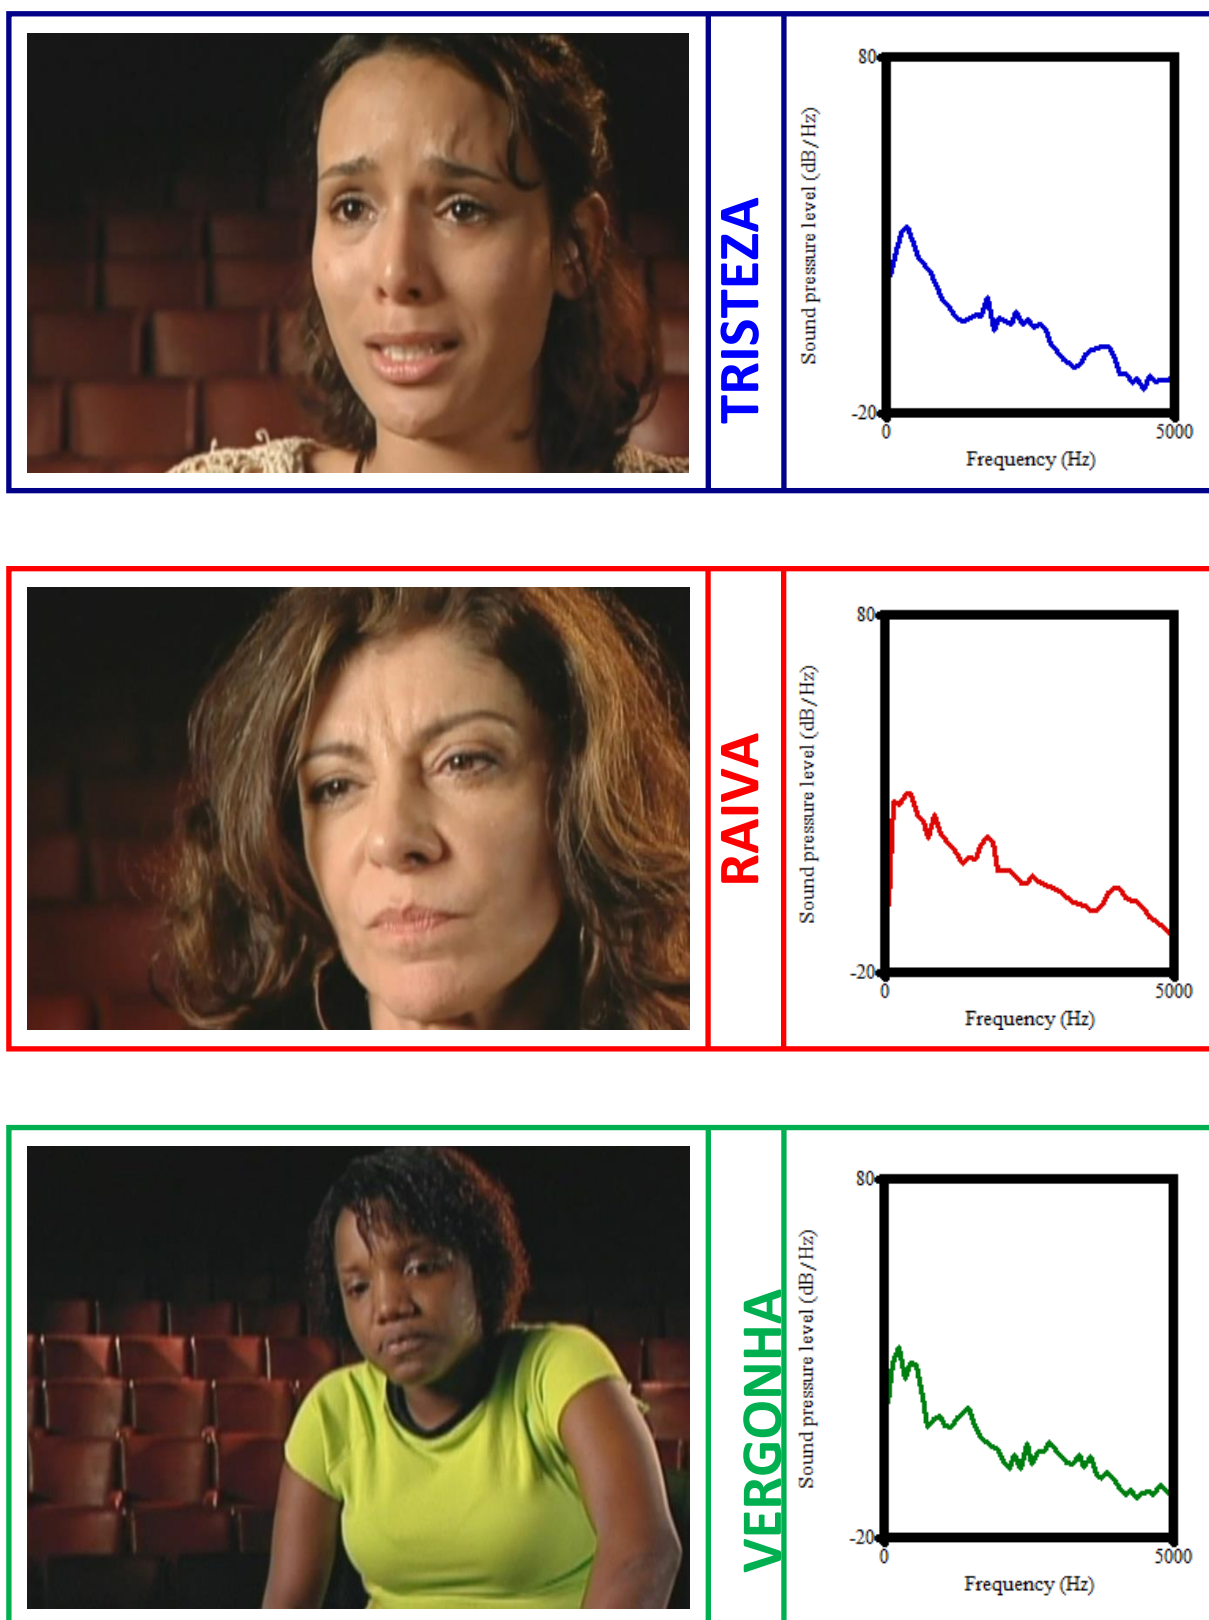 TRISTEZA
80
Sound pressure level (dB/Hz)
-20
0
5000
Frequency (Hz)
RAIVA
80
Sound pressure level (dB/Hz)
-20
0
5000
Frequency (Hz)
VERGONHA
80
Sound pressure level (dB/Hz)
-20
0
5000
Frequency (Hz)